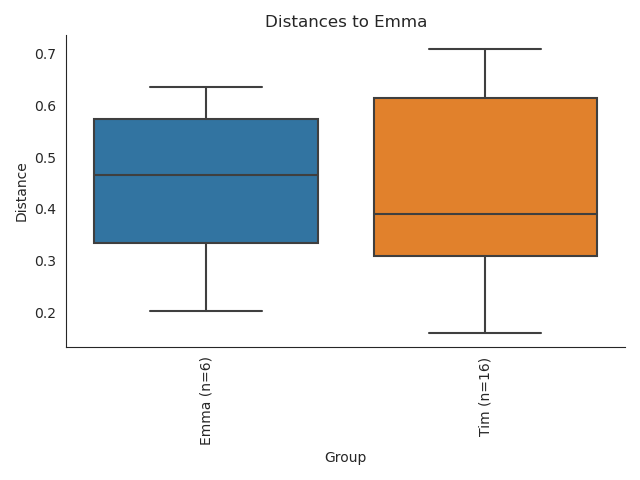 Distances to Emma
0.7
0.6
0.5
0.4
0.3
0.2
Distance
Emma (n=6)
Tim (n=16)
Group